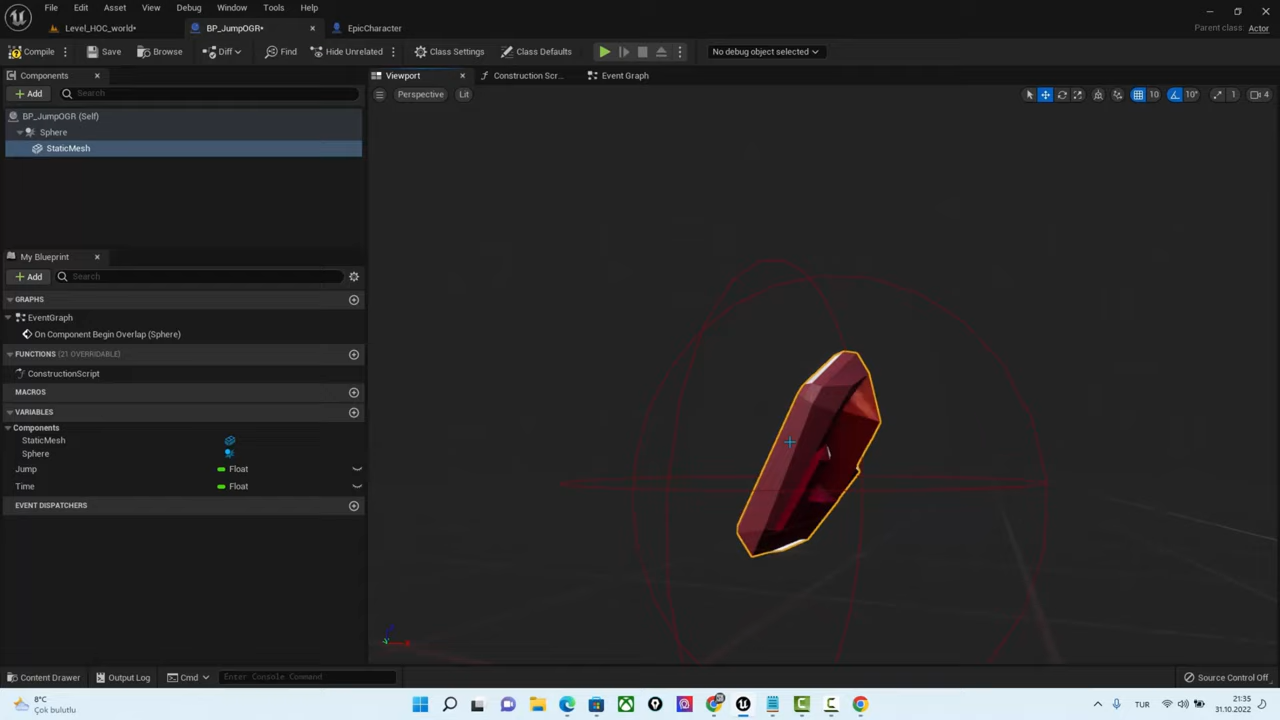 File Edit Asset View Debug Window Tools Help
Level_HOC_world*
BP_JumpOGR*
EpicCharacter
Parent class: Actor
Compile
Save
Browse
Diff
Find
Hide Unrelated
Class Settings
Class Defaults
No debug object selected
Components
Viewport
Construction Scr...
Event Graph
Add
Search
Perspective
Lit
10
10°
1
4
BP_JumpOGR (Self)
Sphere
StaticMesh
My Blueprint
Add
Search
GRAPHS
EventGraph
On Component Begin Overlap (Sphere)
FUNCTIONS (21 OVERRIDABLE)
ConstructionScript
MACROS
VARIABLES
Components
StaticMesh
Sphere
Jump Float
Time Float
EVENT DISPATCHERS
Content Drawer
Output Log
Cmd
Enter Console Command
Source Control Off
8°C
Çok bulutlu
TUR
21:35
31.10.2022